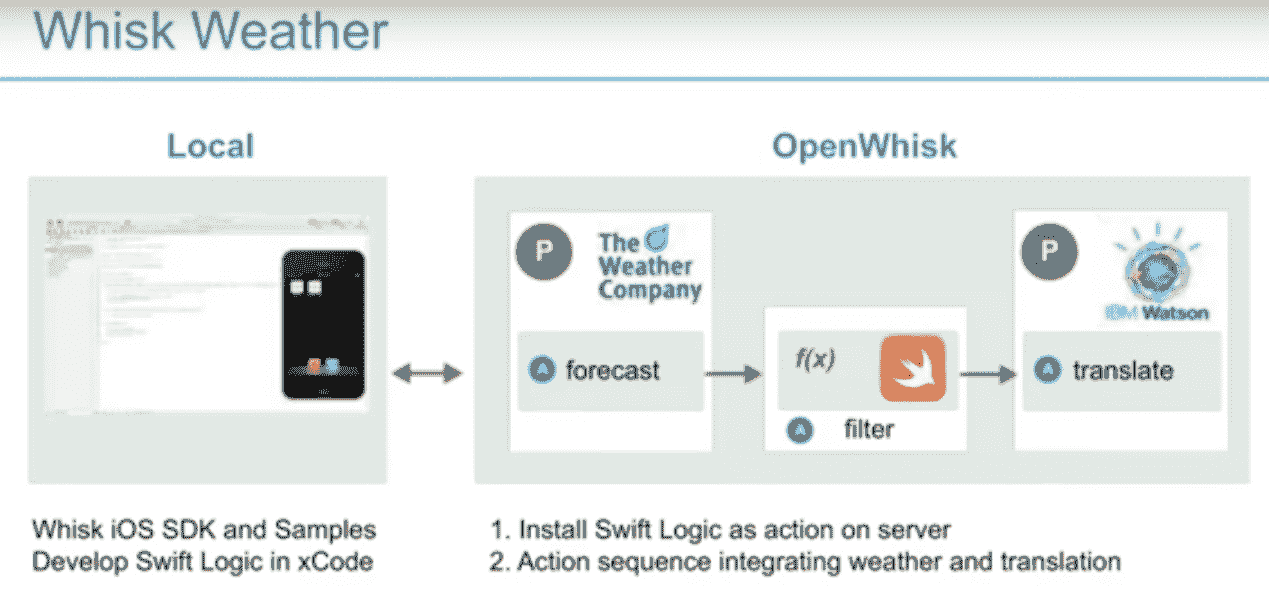 Whisk Weather
Local
OpenWhisk
P
The
Weather
Company
A forecast
f(x)
A filter
P
IBM Watson
A translate
Whisk iOS SDK and Samples
Develop Swift Logic in xCode
1. Install Swift Logic as action on server
2. Action sequence integrating weather and translation